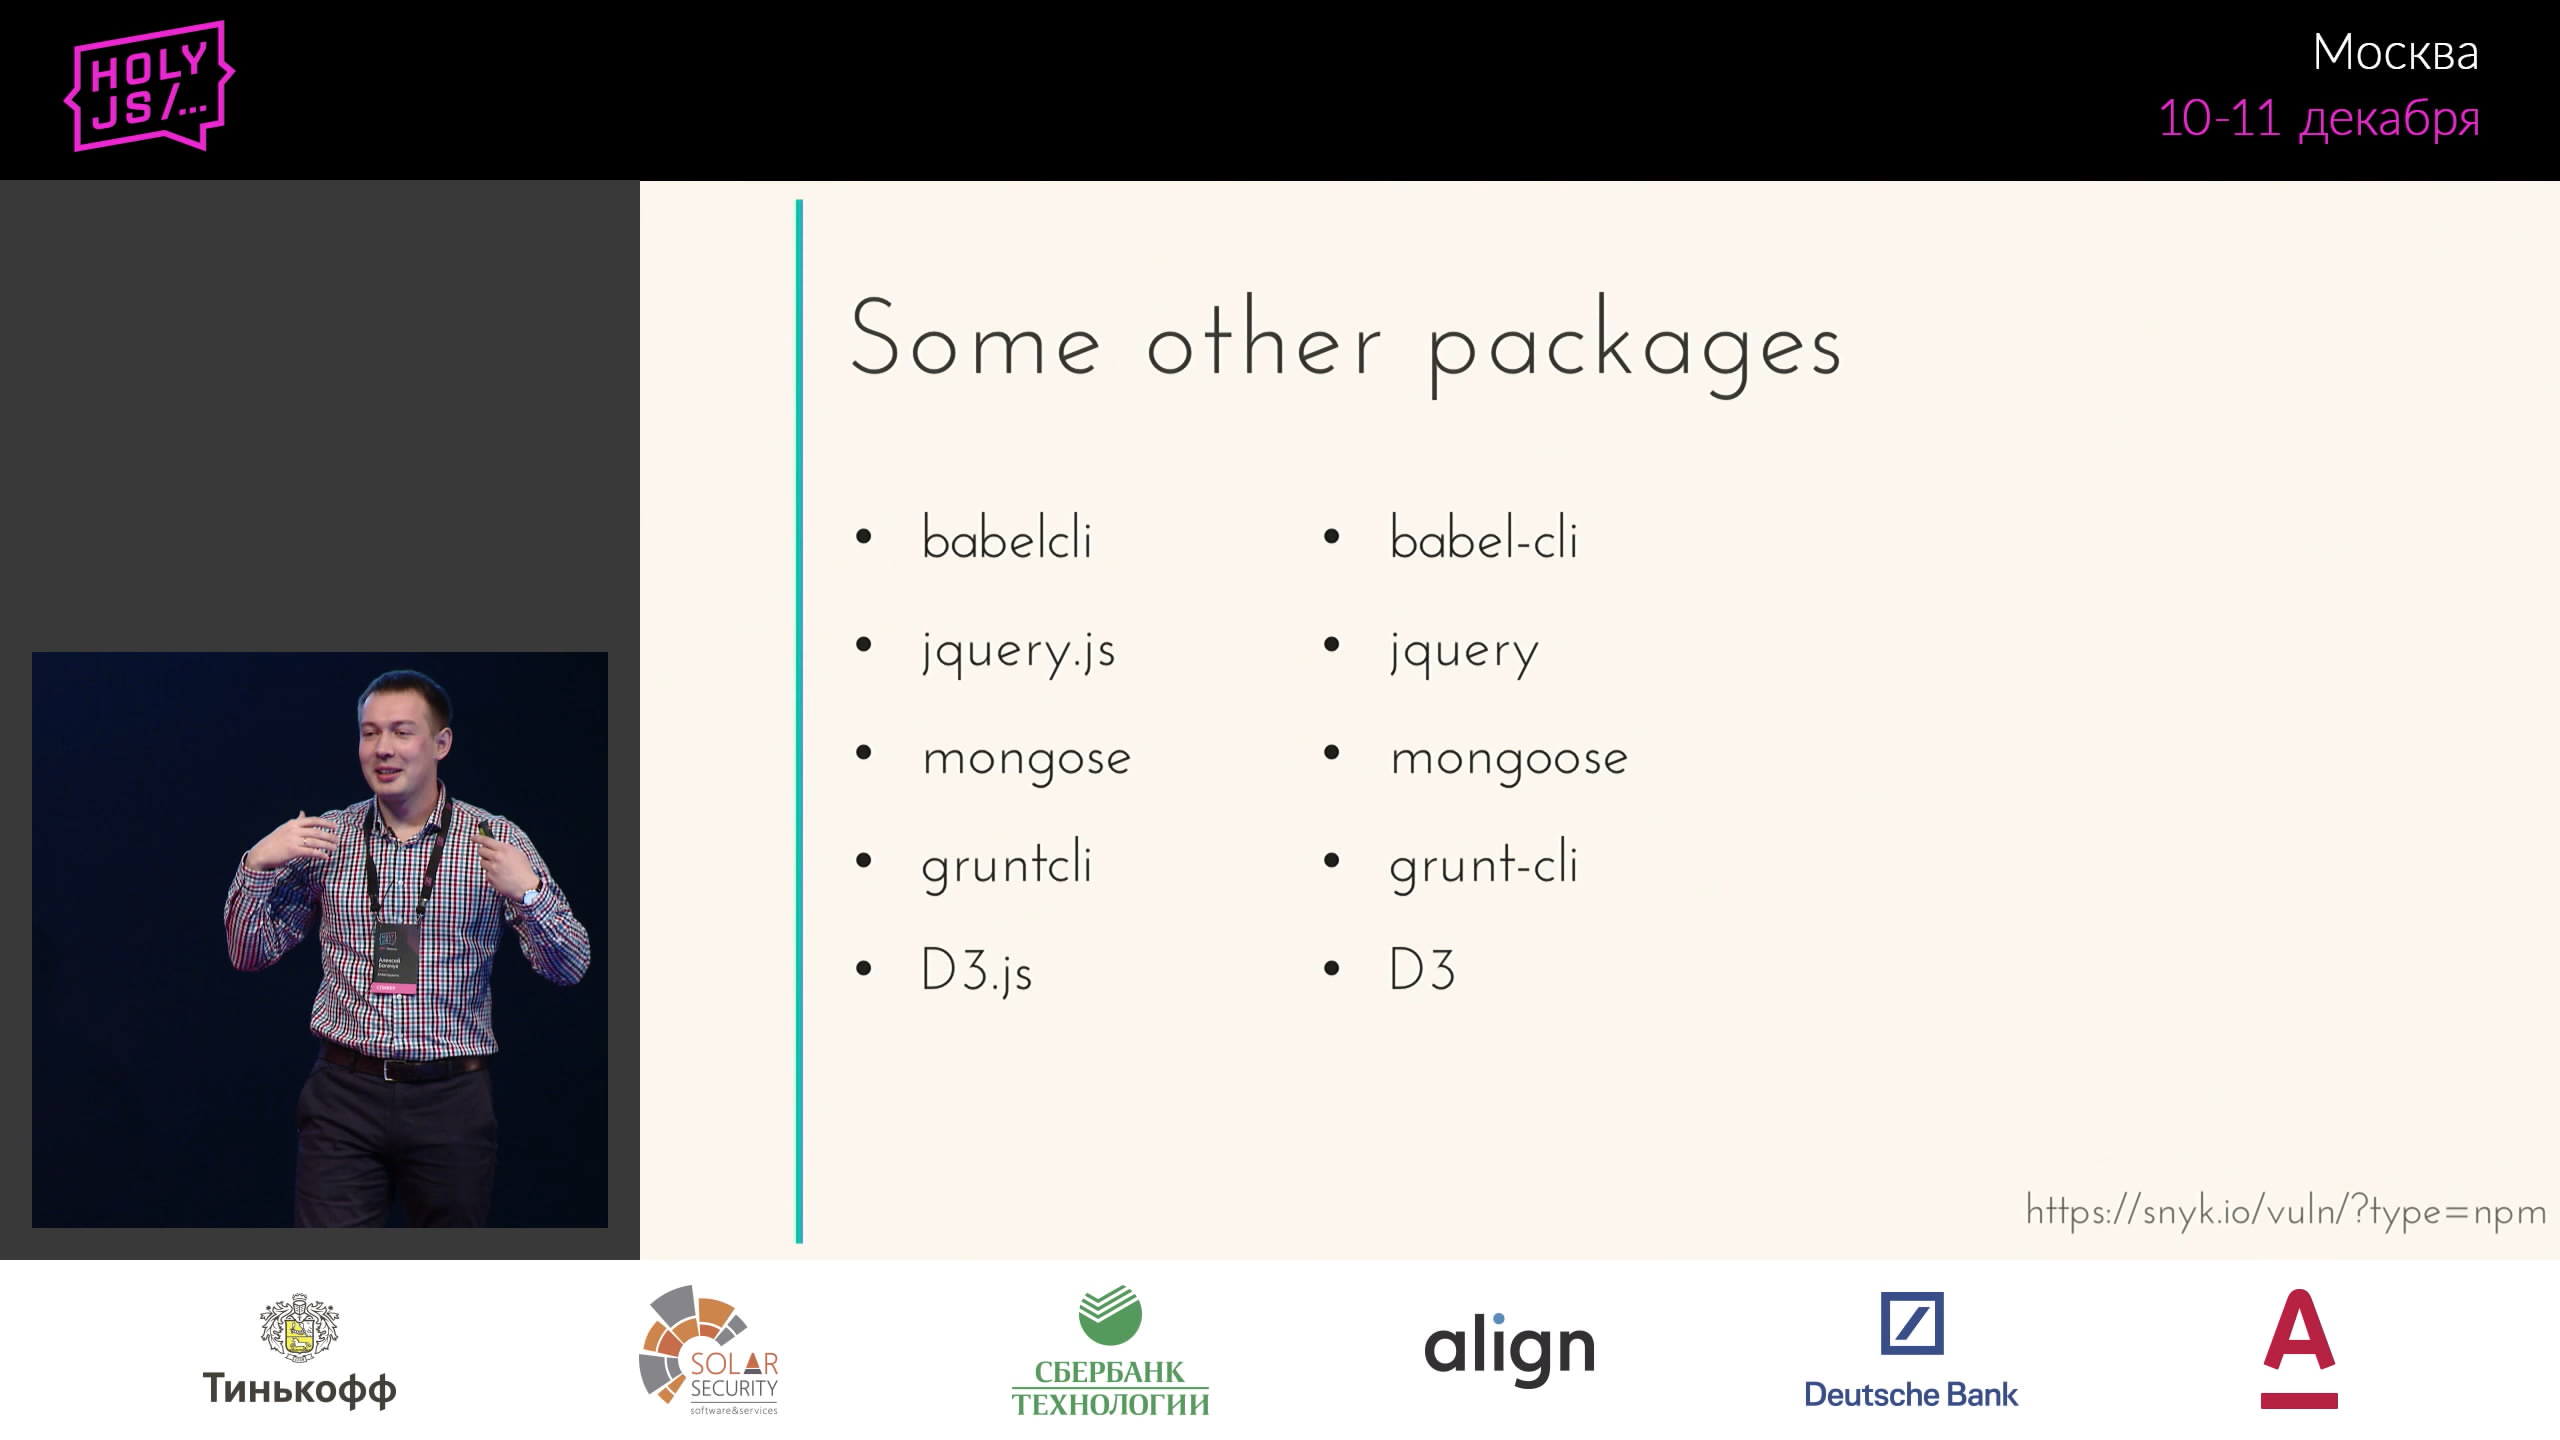 HOLY
JS/...
Москва
10-11 декабря
Some other packages
• babelcli
• jquery.js
• mongose
• gruntcli
• D3.js
• babel-cli
• jquery
• mongoose
• grunt-cli
• D3
https://snyk.io/vuln/?type=npm
Алексей
Богачук
Тинькофф
SOLAR
SECURITY
software&services
СБЕРБАНК
ТЕХНОЛОГИИ
align
Deutsche Bank
А